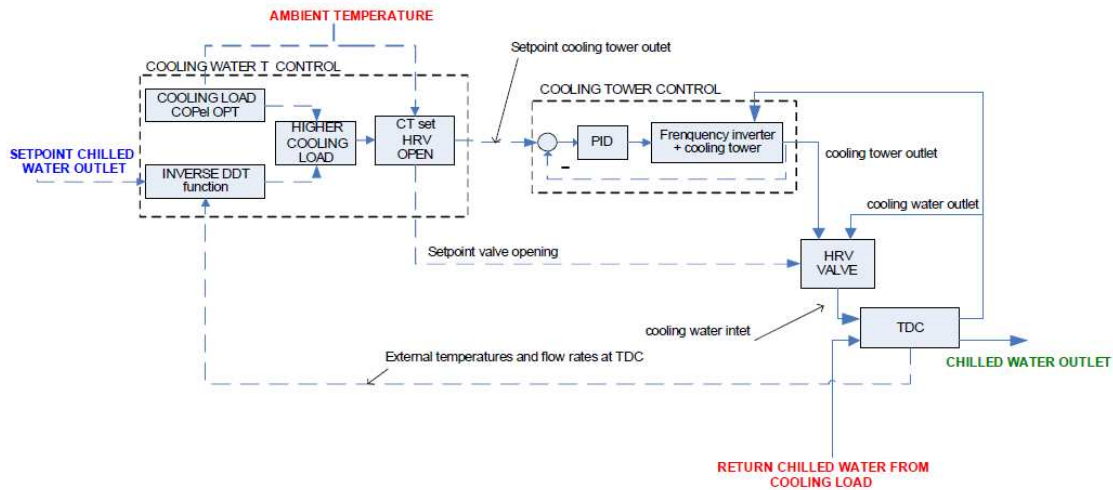 AMBIENT TEMPERATURE
Setpoint cooling tower outet
COOLING WATER T CONTROL
COOLING TOWER CONTROL
COOLING LOAD
COPel OPT
HIGHER
COOLING
LOAD
CT set
HRV
OPEN
PID
Frenquency inverter
+ cooling tower
–
SETPOINT CHILLED
WATER OUTLET
INVERSE DDT
function
cooling tower outlet
cooling water outlet
Setpoint valve opening
HRV
VALVE
cooling water intet
TDC
External temperatures and flow rates at TDC
CHILLED WATER OUTLET
RETURN CHILLED WATER FROM
COOLING LOAD